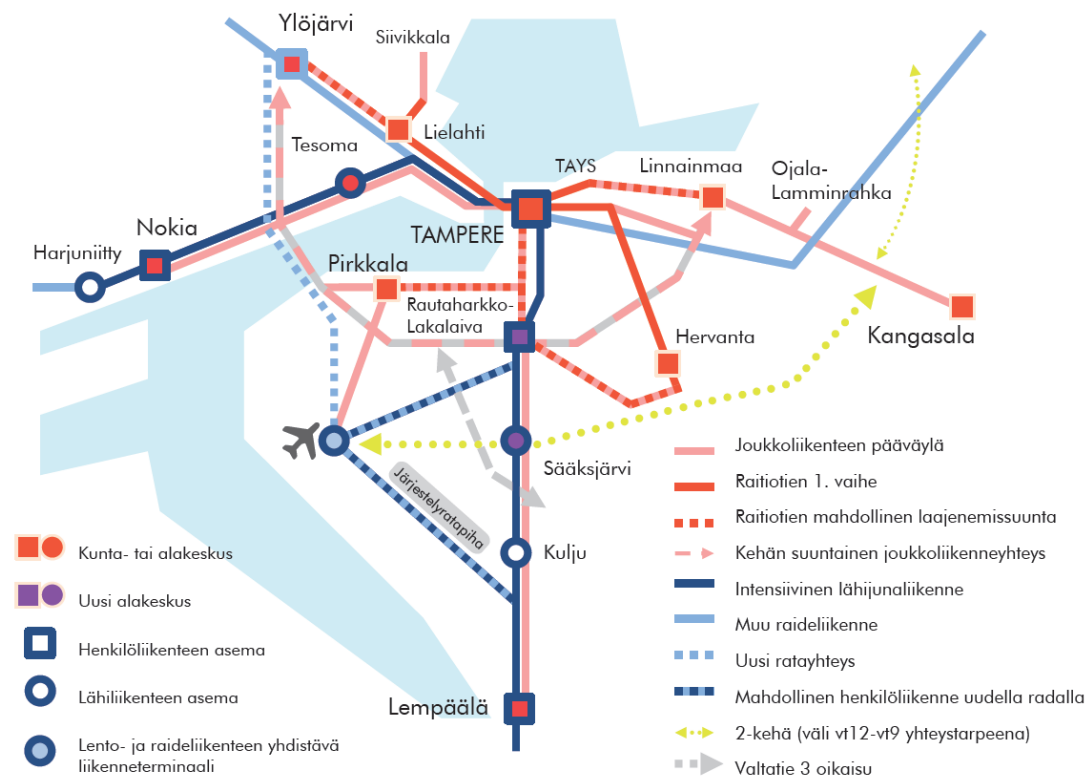 Ylöjärvi
Siivikkala
Lielahti
Tesoma
TAYS
Linnainmaa
Ojala-
Lamminrahka
Nokia
TAMPERE
Harjuniitty
Pirkkala
Rautaharkko-
Lakalaiva
Hervanta
Kangasala
Sääksjärvi
Järjestelyratapiha
Kulju
Lempäälä
Kunta- tai alakeskus
Uusi alakeskus
Henkilöliikenteen asema
Lähiliikenteen asema
Lento- ja raideliikenteen yhdistävä
liikenneterminaali
Joukkoliikenteen pääväylä
Raitiotien 1. vaihe
Raitiotien mahdollinen laajenemissuunta
Kehän suuntainen joukkoliikenneyhteys
Intensiivinen lähijunaliikenne
Muu raideliikenne
Uusi ratayhteys
Mahdollinen henkilöliikenne uudella radalla
2-kehä (väli vt12-vt9 yhteystarpeena)
Valtatie 3 oikaisu